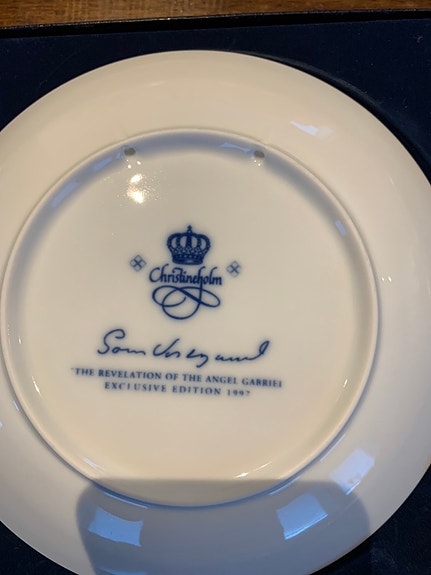 Christineholm
"THE REVELATION OF THE ANGEL GABRIEL
EXCLUSIVE EDITION 1997